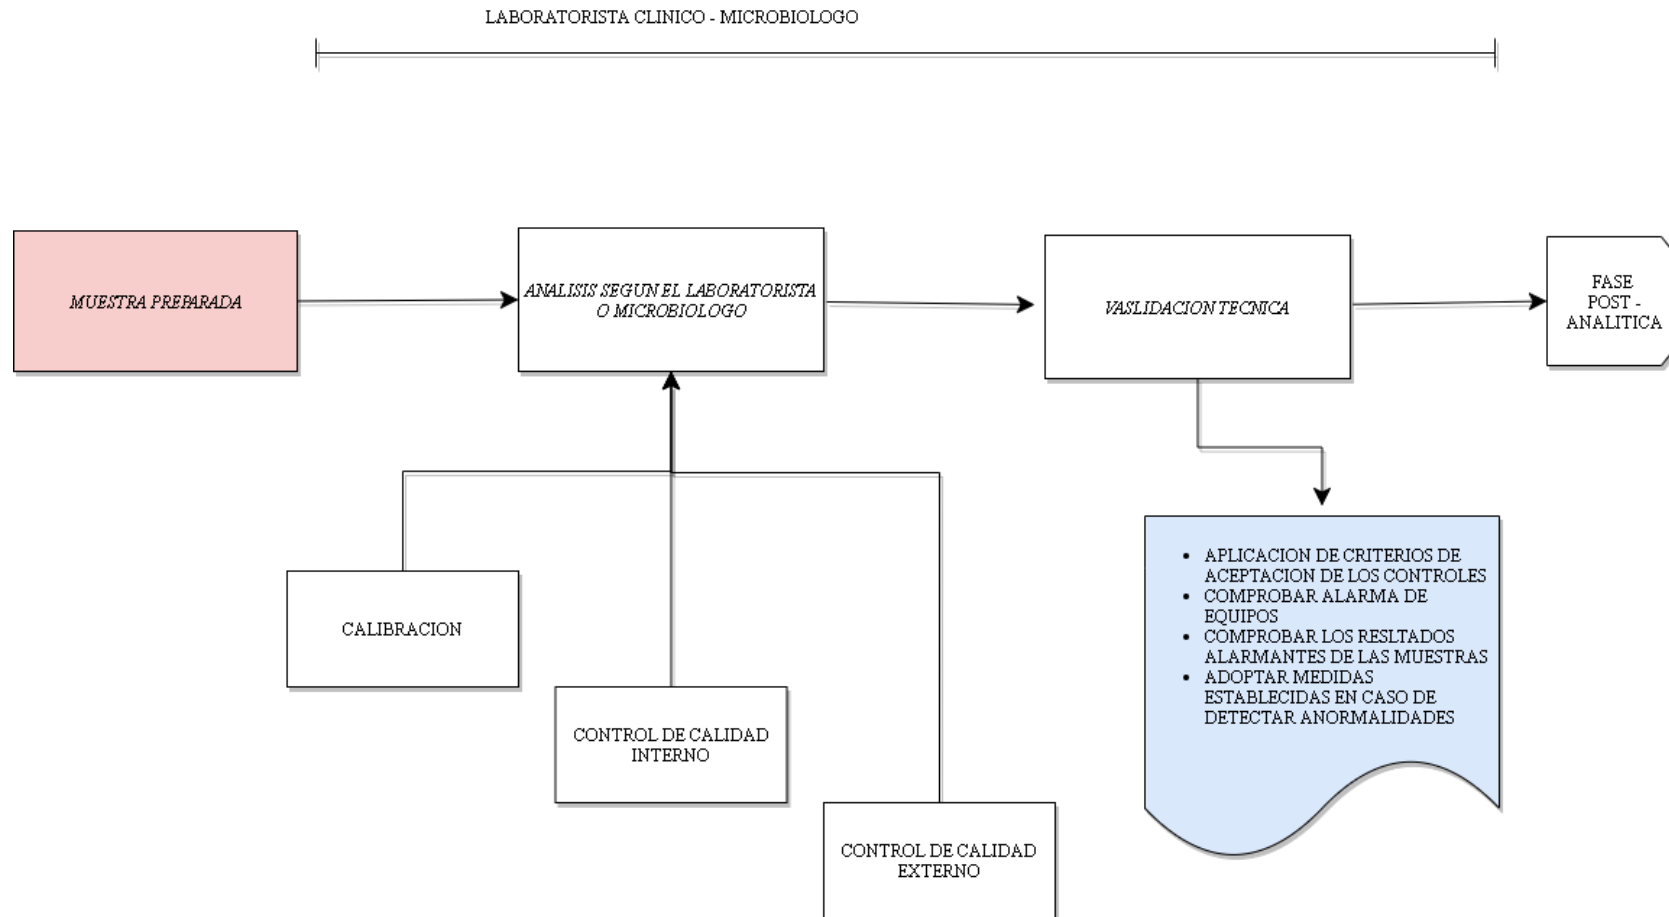 LABORATORISTA CLINICO - MICROBIOLOGO
MUESTRA PREPARADA
ANALISIS SEGUN EL LABORATORISTA
O MICROBIOLOGO
VASLIDACION TECNICA
FASE
POST -
ANALITICA
CALIBRACION
CONTROL DE CALIDAD
INTERNO
CONTROL DE CALIDAD
EXTERNO
• APLICACION DE CRITERIOS DE
ACEPTACION DE LOS CONTROLES
• COMPROBAR ALARMA DE
EQUIPOS
• COMPROBAR LOS RESLTADOS
ALARMANTES DE LAS MUESTRAS
• ADOPTAR MEDIDAS
ESTABLECIDAS EN CASO DE
DETECTAR ANORMALIDADES